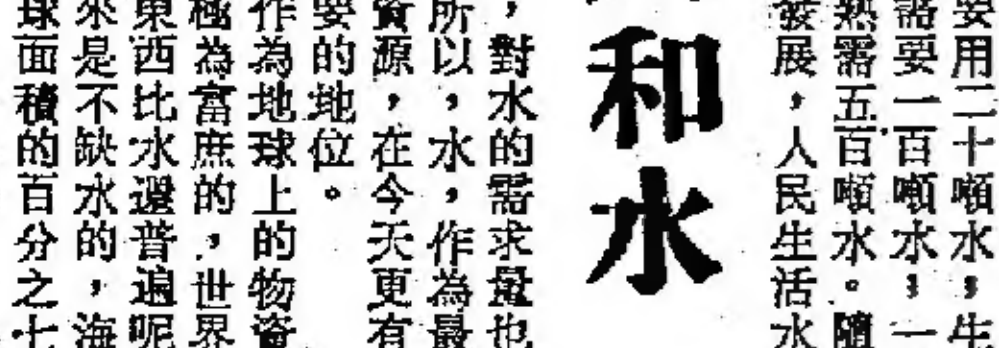 要用二十噸水，生
需要一百噸水；一
熱需五百噸水。隨
發展，人民生活水
和水
，對水的需求量也
所以，水，作為最
資源，在今天更有
要的地位。
作為地球上的物資
極為富庶的，世界
東西比水還普遍呢
來是不缺水的，海
球面積的百分之七